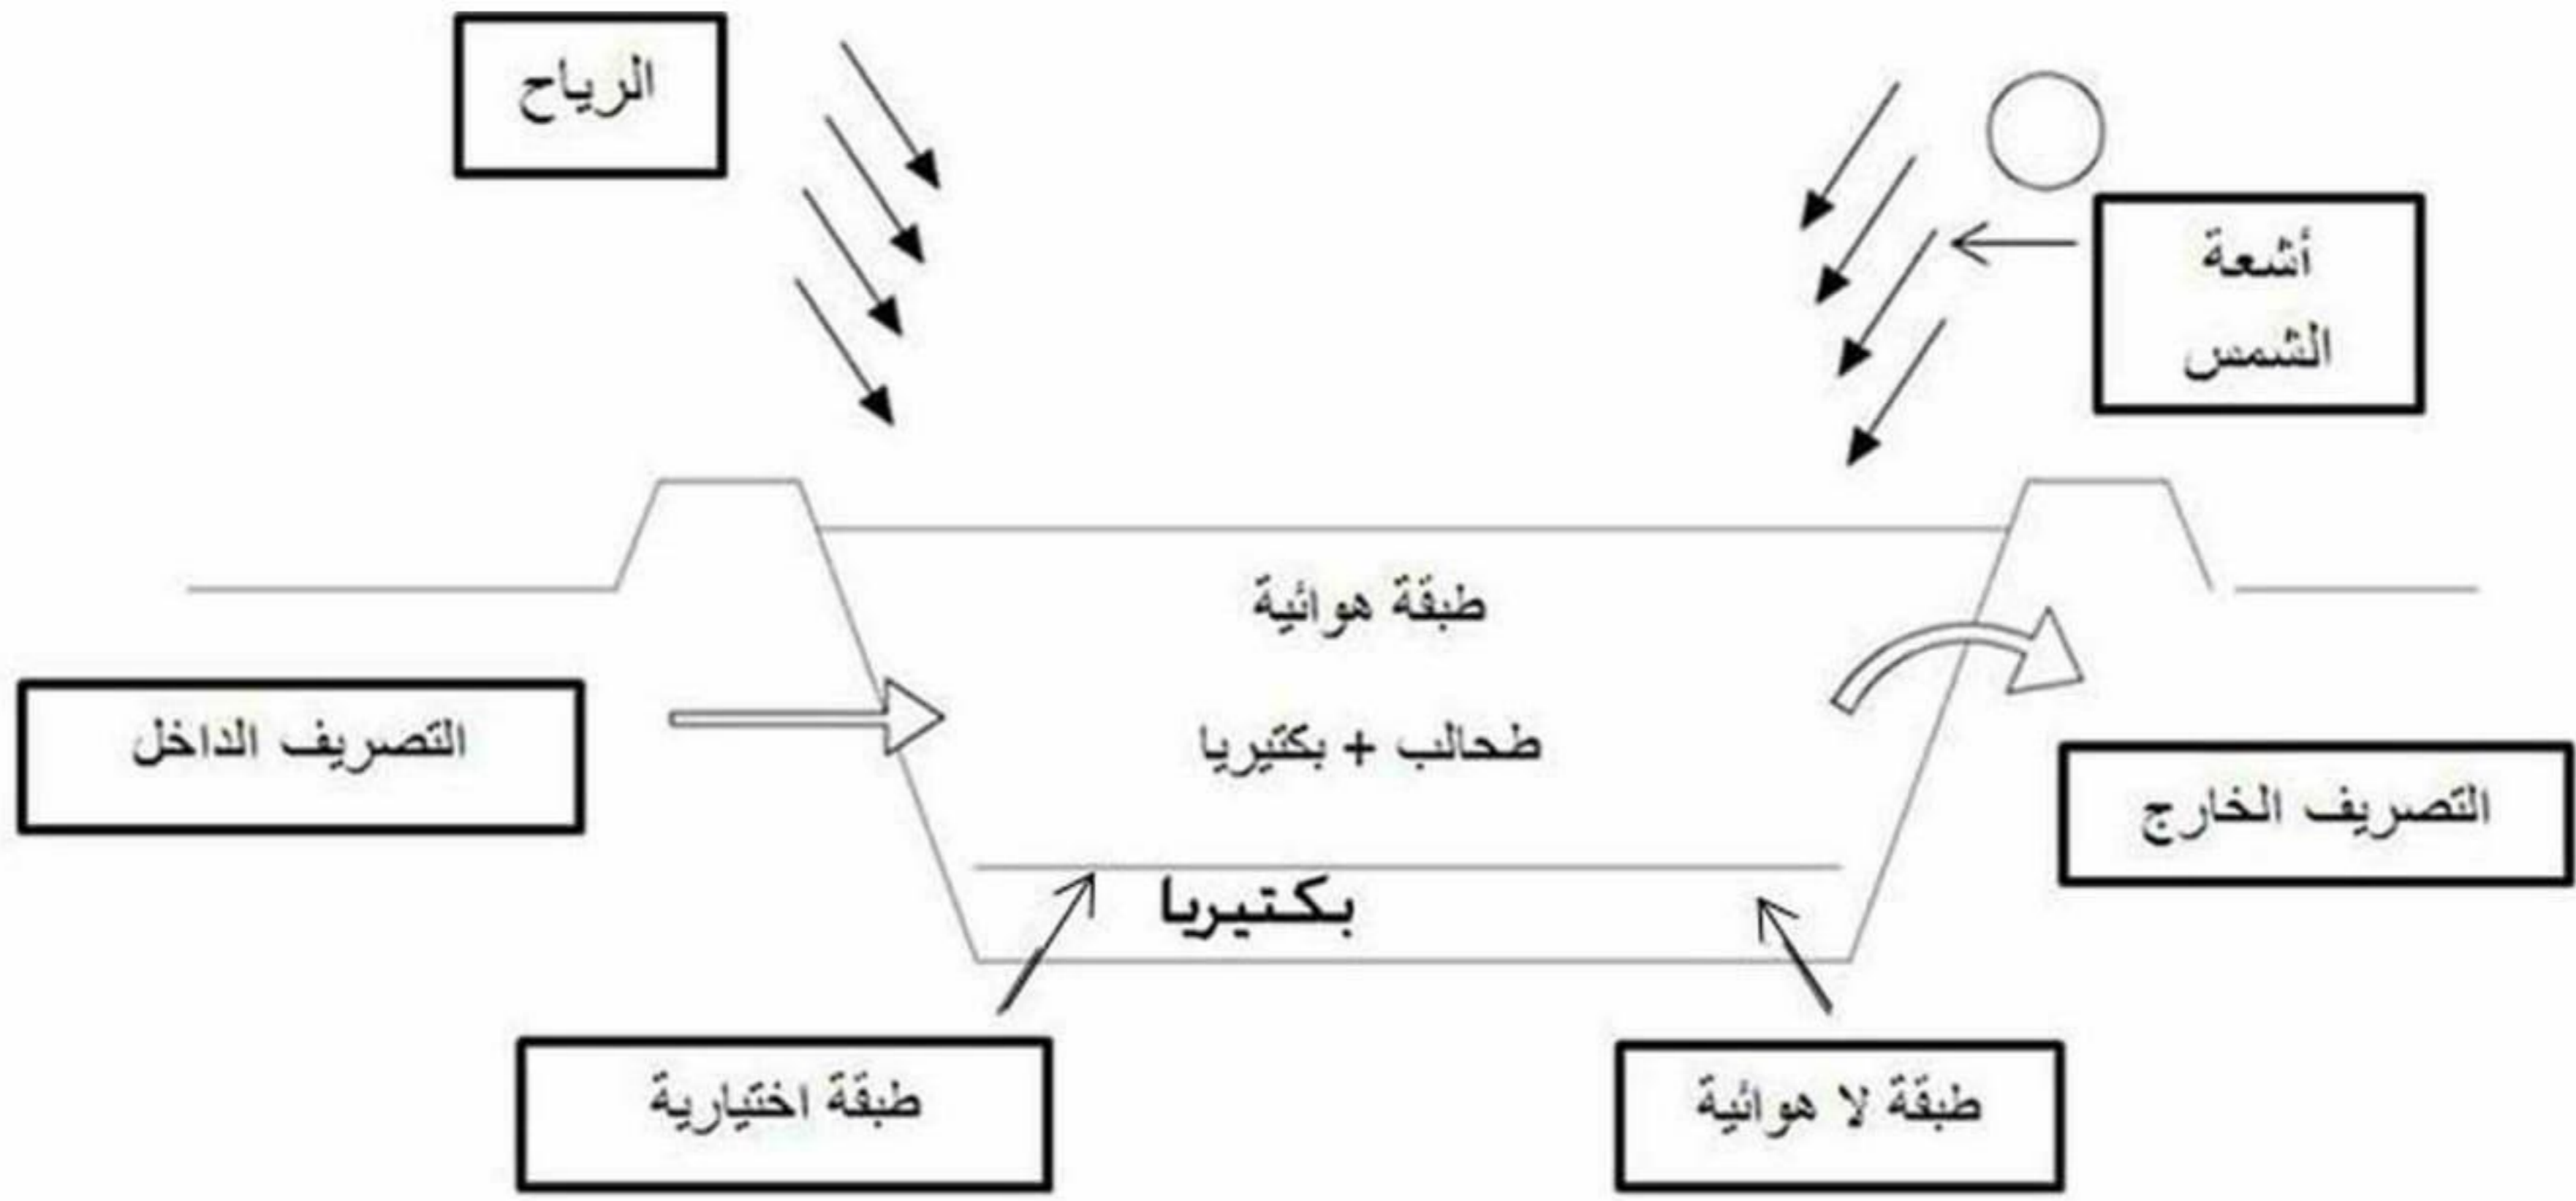 الرياح
أشعة
الشمس
طبقة هوائية
طحالب + بكتيريا
التصريف الداخل
التصريف الخارج
بكتيريا
طبقة اختيارية
طبقة لا هوائية